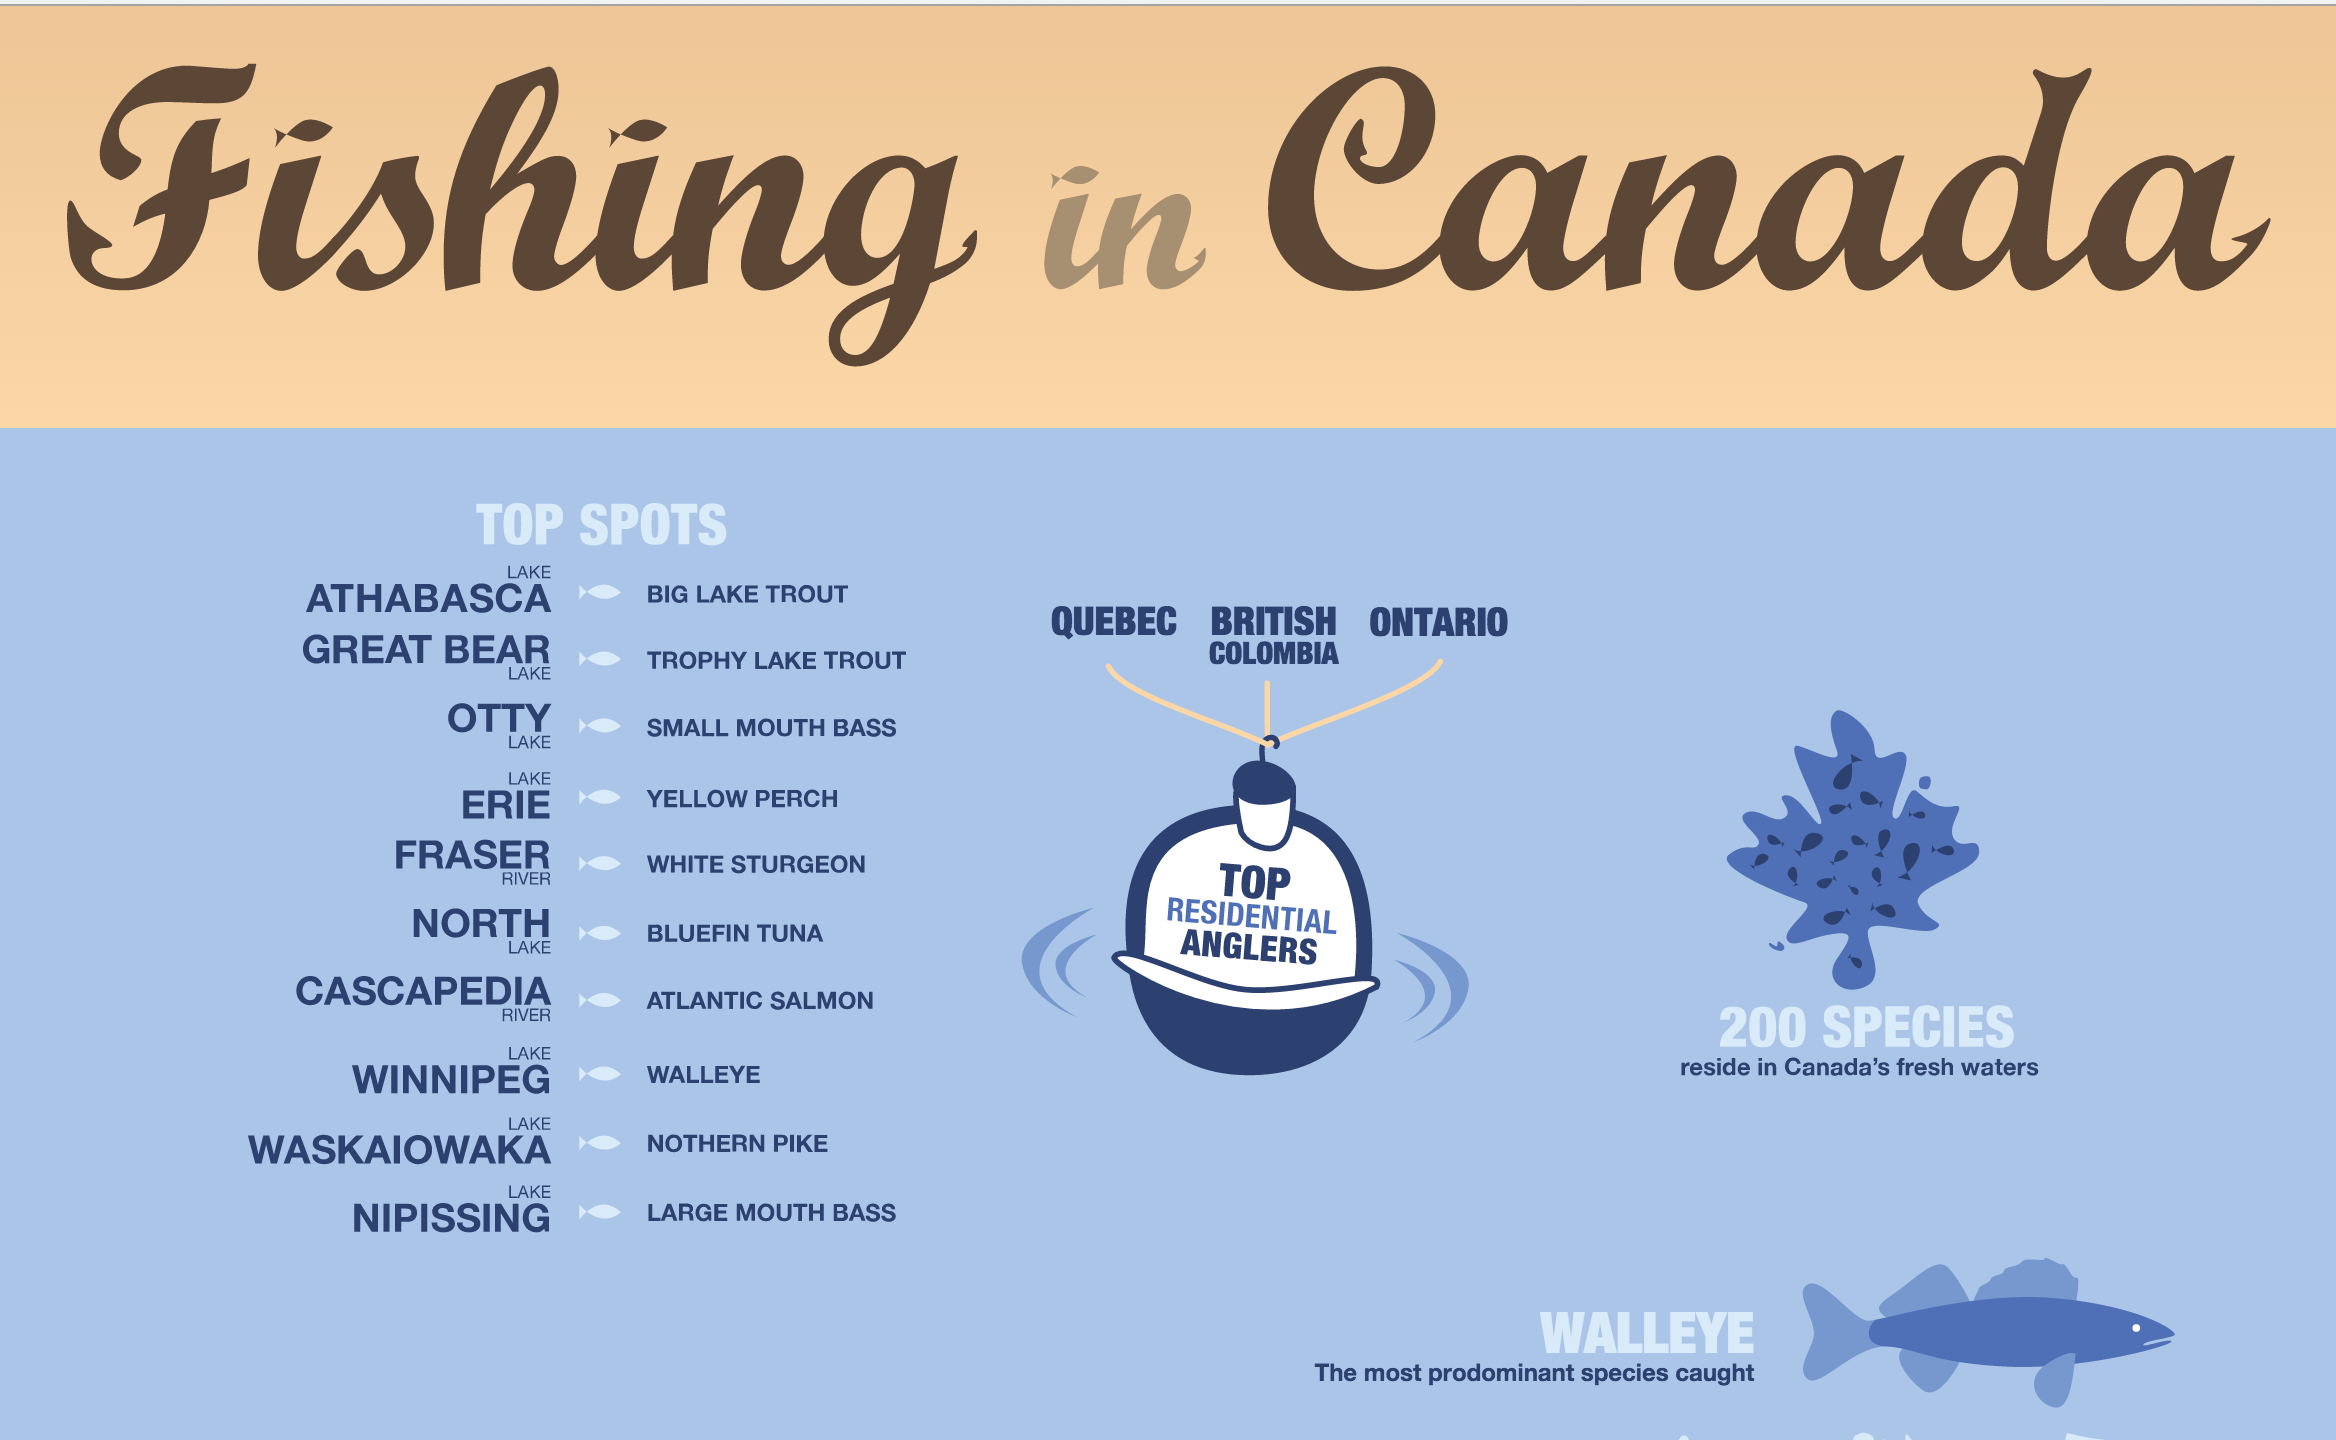 Fishing in Canada
TOP SPOTS
LAKE
ATHABASCA
BIG LAKE TROUT
GREAT BEAR
LAKE
TROPHY LAKE TROUT
OTTY
LAKE
SMALL MOUTH BASS
LAKE
ERIE
YELLOW PERCH
FRASER
RIVER
WHITE STURGEON
NORTH
LAKE
BLUEFIN TUNA
CASCAPEDIA
RIVER
ATLANTIC SALMON
LAKE
WINNIPEG
WALLEYE
LAKE
WASKAIOWAKA
NOTHERN PIKE
LAKE
NIPISSING
LARGE MOUTH BASS
QUEBEC
BRITISH
COLOMBIA
ONTARIO
TOP
RESIDENTIAL
ANGLERS
200 SPECIES
reside in Canada's fresh waters
WALLEYE
The most prodominant species caught